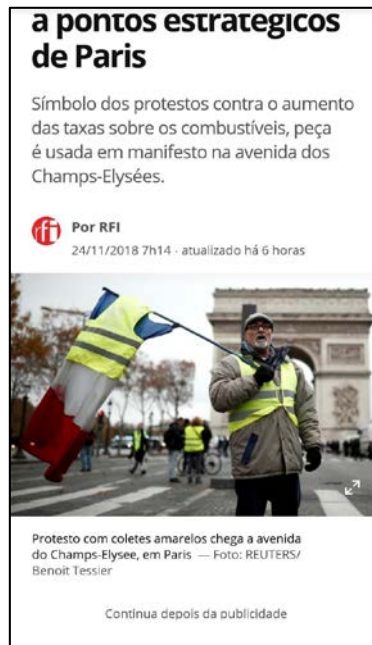 a pontos estratégicos
de Paris
Símbolo dos protestos contra o aumento
das taxas sobre os combustíveis, peça
é usada em manifesto na avenida dos
Champs-Elysées.
rfi
Por RFI
24/11/2018 7h14 - atualizado há 6 horas
Protesto com coletes amarelos chega a avenida
do Champs-Elysee, em Paris — Foto: REUTERS/
Benoit Tessier
Continua depois da publicidade